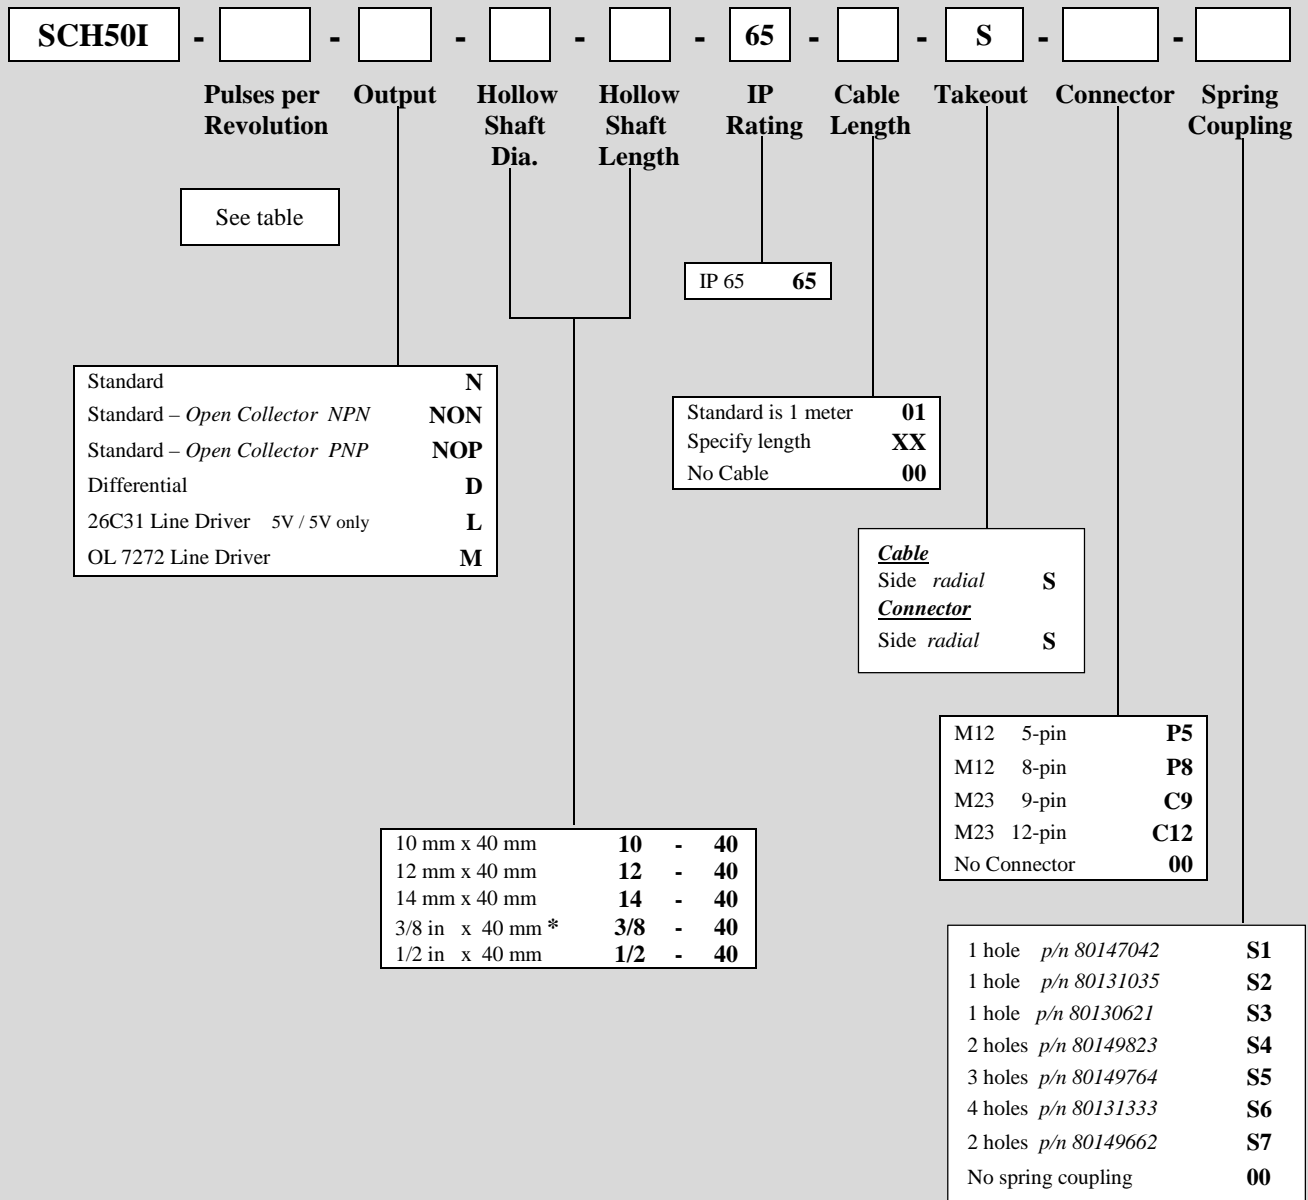 SCH50I - - - - - 65 - - S - -
Pulses per Revolution
Output
Hollow Shaft Dia.
Hollow Shaft Length
IP Rating
Cable Length
Takeout
Connector
Spring Coupling
See table
IP 65 65
Standard N
Standard – Open Collector NPN NON
Standard – Open Collector PNP NOP
Differential D
26C31 Line Driver 5V / 5V only L
OL 7272 Line Driver M
Standard is 1 meter 01
Specify length XX
No Cable 00
Cable
Side radial S
Connector
Side radial S
M12 5-pin P5
M12 8-pin P8
M23 9-pin C9
M23 12-pin C12
No Connector 00
10 mm x 40 mm 10 - 40
12 mm x 40 mm 12 - 40
14 mm x 40 mm 14 - 40
3/8 in x 40 mm * 3/8 - 40
1/2 in x 40 mm 1/2 - 40
1 hole p/n 80147042 S1
1 hole p/n 80131035 S2
1 hole p/n 80130621 S3
2 holes p/n 80149823 S4
3 holes p/n 80149764 S5
4 holes p/n 80131333 S6
2 holes p/n 80149662 S7
No spring coupling 00